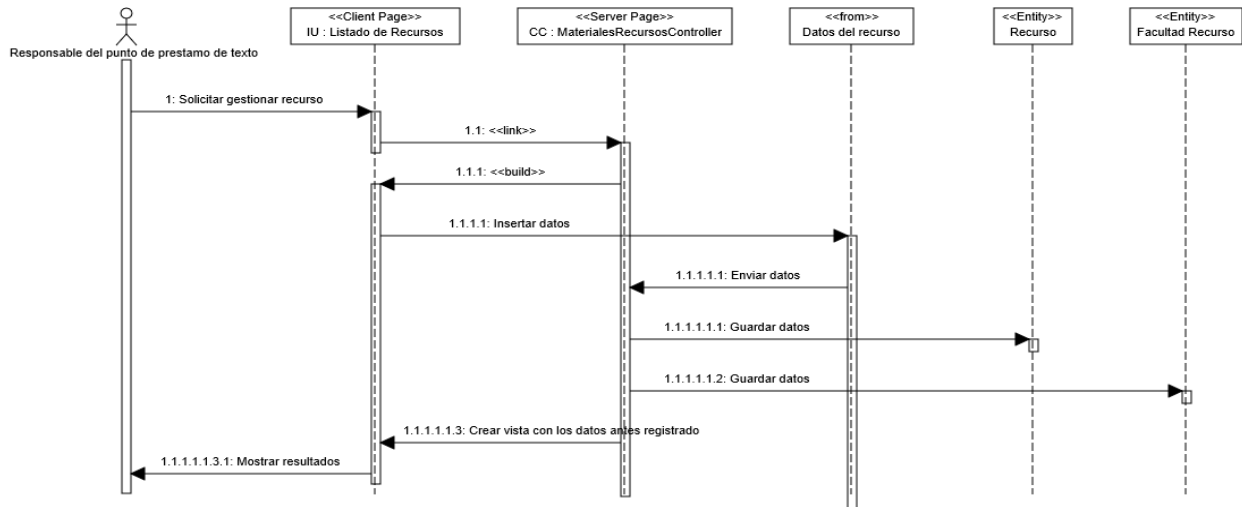 <<Client Page>>
IU : Listado de Recursos
<<Server Page>>
CC : MaterialesRecursosController
<<from>>
Datos del recurso
<<Entity>>
Recurso
<<Entity>>
Facultad Recurso
Responsable del punto de prestamo de texto
1: Solicitar gestionar recurso
1.1: <<link>>
1.1.1: <<build>>
1.1.1.1: Insertar datos
1.1.1.1.1: Enviar datos
1.1.1.1.1.1: Guardar datos
1.1.1.1.1.2: Guardar datos
1.1.1.1.1.3: Crear vista con los datos antes registrado
1.1.1.1.1.3.1: Mostrar resultados